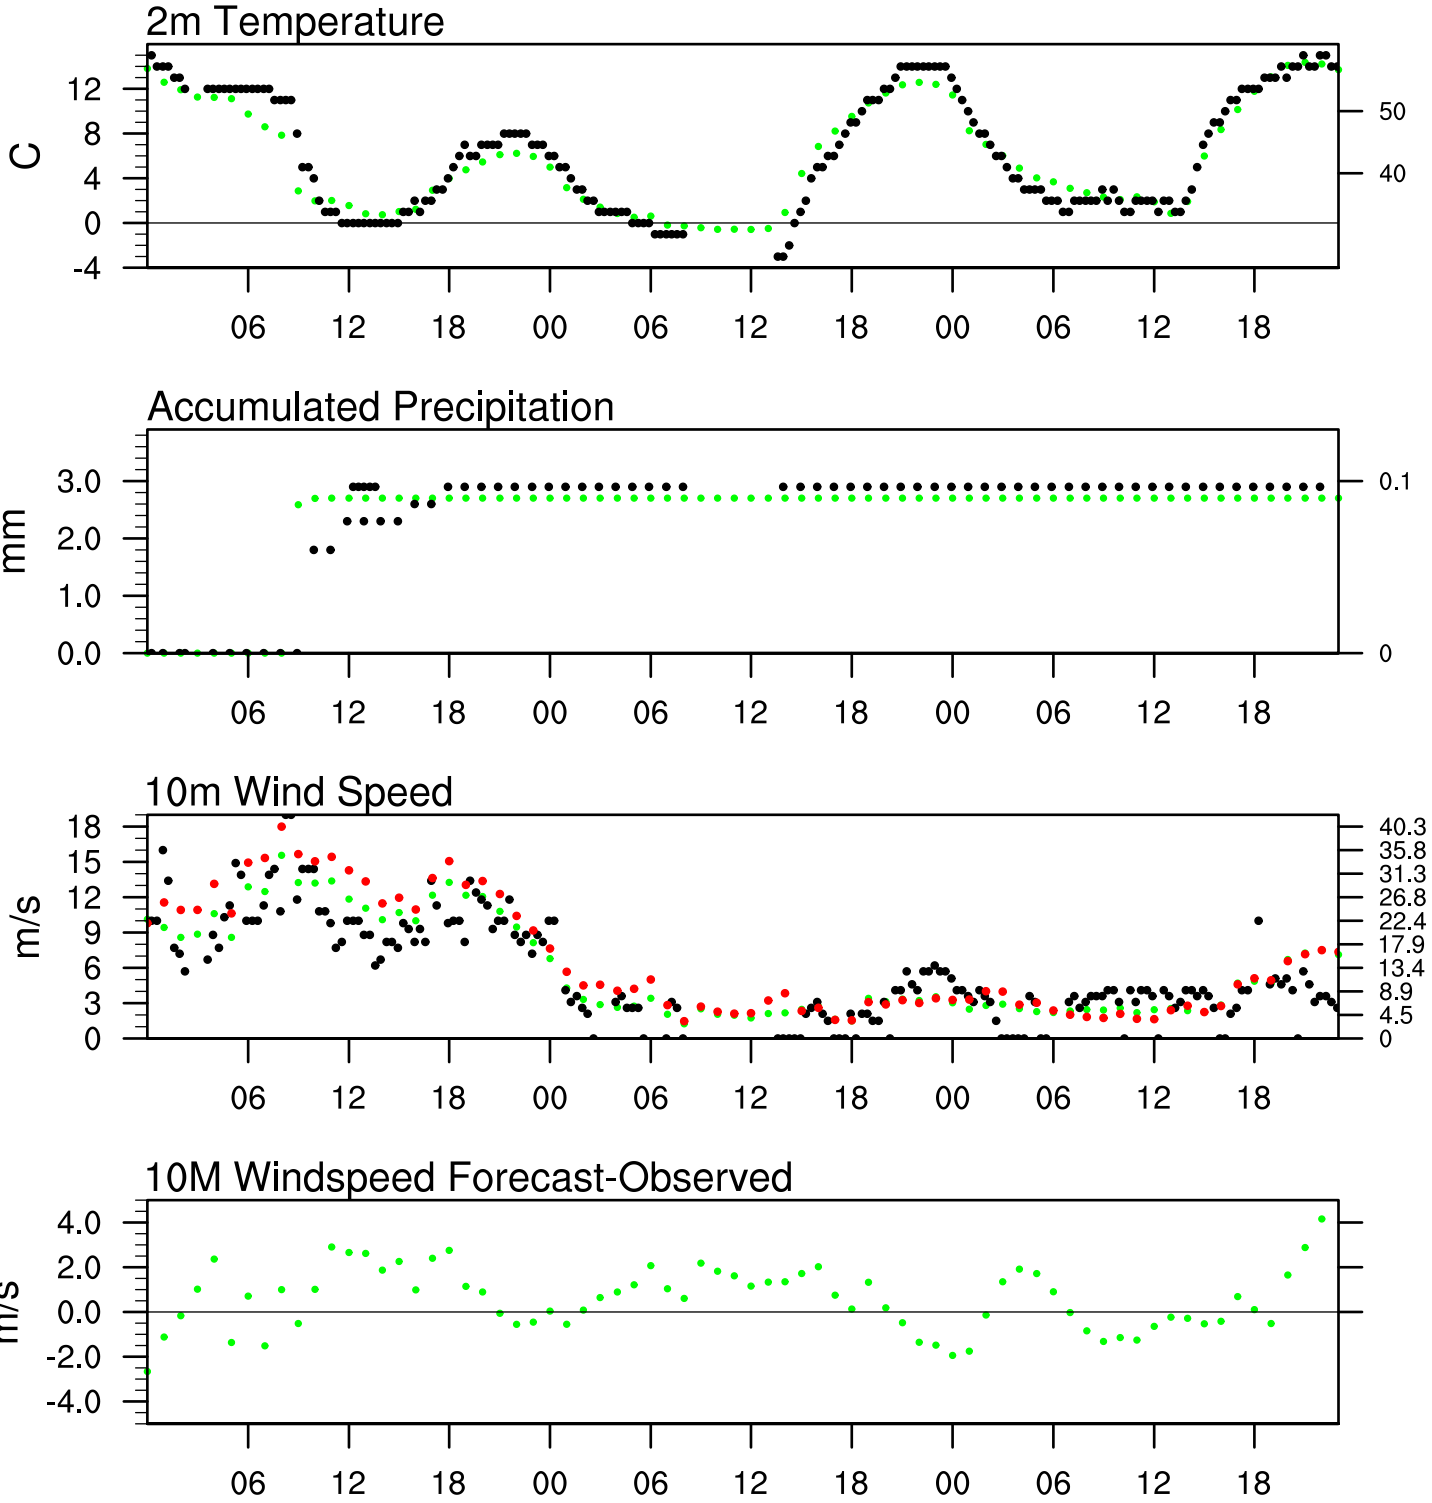 2m Temperature
12
8
4
0
-4
C
50
40
06 12 18 00 06 12 18 00 06 12 18
Accumulated Precipitation
3.0
2.0
1.0
0.0
mm
0.1
0
06 12 18 00 06 12 18 00 06 12 18
10m Wind Speed
18
15
12
9
6
3
0
m/s
40.3
35.8
31.3
26.8
22.4
17.9
13.4
8.9
4.5
0
06 12 18 00 06 12 18 00 06 12 18
10M Windspeed Forecast-Observed
4.0
2.0
0.0
-2.0
-4.0
m/s
06 12 18 00 06 12 18 00 06 12 18